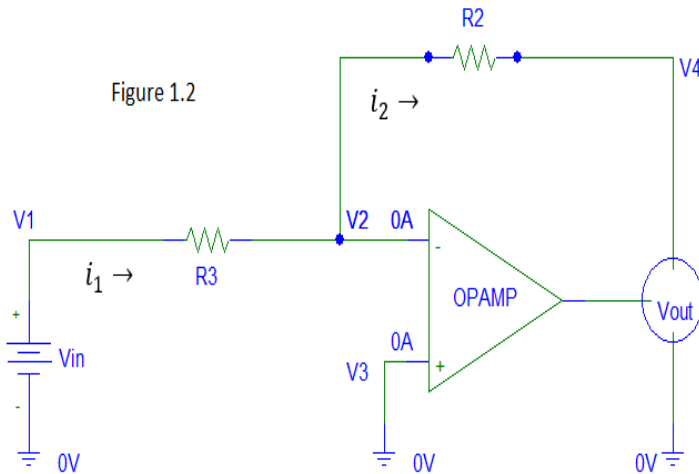 R2
V4
Figure 1.2
i₂ →
V1
V2
0A
i₁ →
R3
-
OPAMP
Vout
+
Vin
0A
V3
+
-
0V
0V
0V